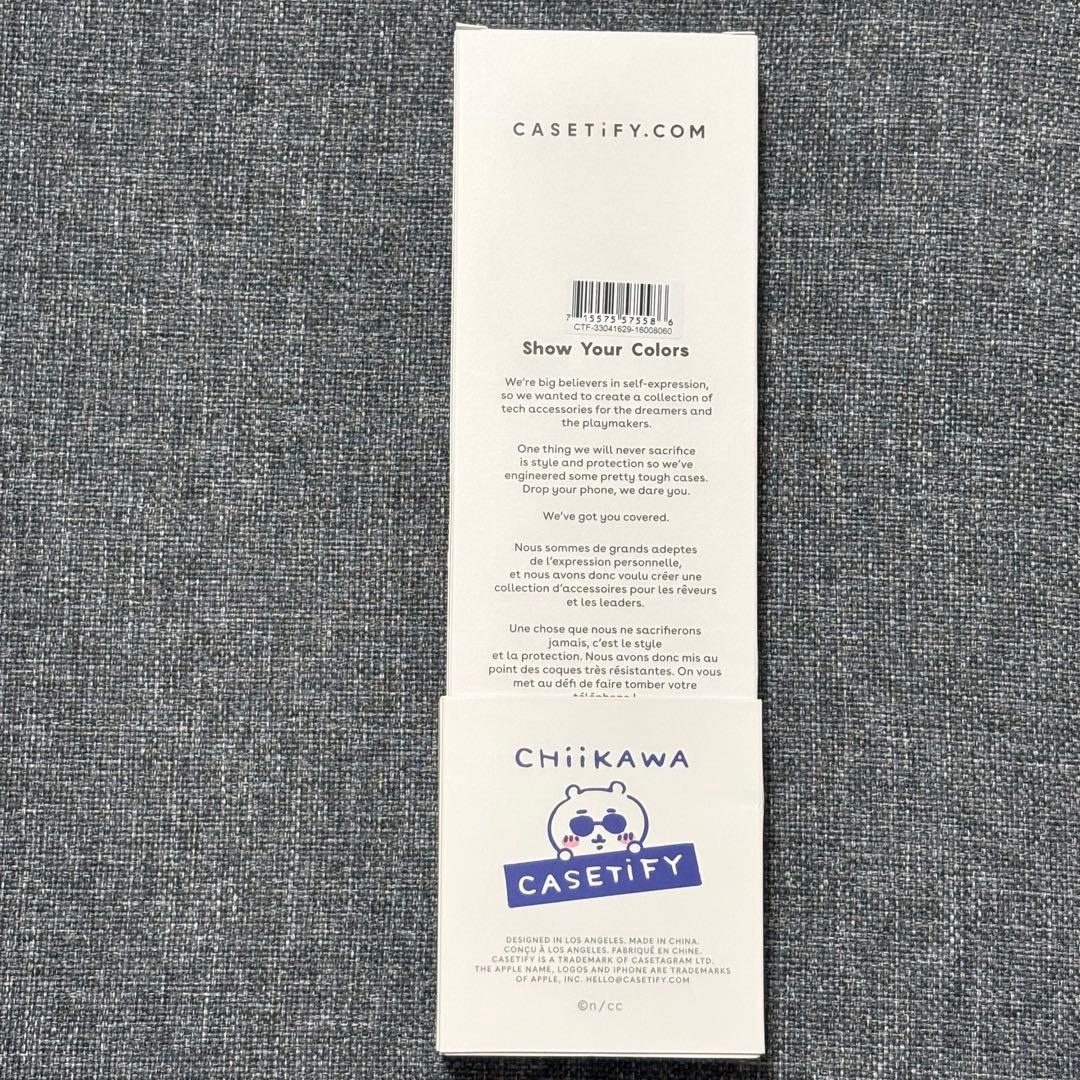 CASETiFY.COM
7 15575 57558 6
CTF-33041629-16008060
Show Your Colors
We're big believers in self-expression,
so we wanted to create a collection of
tech accessories for the dreamers and
the playmakers.
One thing we will never sacrifice
is style and protection so we've
engineered some pretty tough cases.
Drop your phone, we dare you.
We've got you covered.
Nous sommes de grands adeptes
de l'expression personnelle,
et nous avons donc voulu créer une
collection d'accessoires pour les rêveurs
et les leaders.
Une chose que nous ne sacrifierons
jamais, c'est le style
et la protection. Nous avons donc mis au
point des coques très résistantes. On vous
met au défi de faire tomber votre
téléphone !
CHiiKAWA
CASETiFY
DESIGNED IN LOS ANGELES. MADE IN CHINA.
CONÇU À LOS ANGELES. FABRIQUÉ EN CHINE.
CASETIFY IS A TRADEMARK OF CASETAGRAM LTD.
THE APPLE NAME, LOGOS AND IPHONE ARE TRADEMARKS
OF APPLE, INC. HELLO@CASETIFY.COM
©n/cc